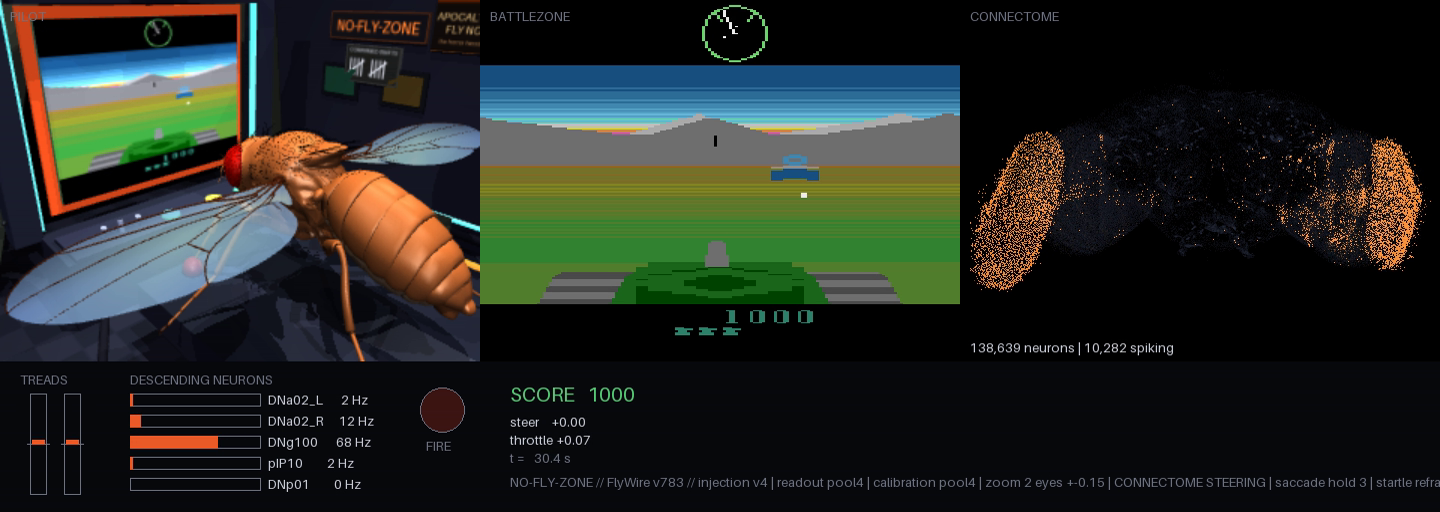 PILOT
NO-FLY-ZONE
BATTLEZONE
1000
CONNECTOME
138,639 neurons | 10,282 spiking
TREADS
DESCENDING NEURONS
DNa02_L 2 Hz
DNa02_R 12 Hz
DNg100 68 Hz
pIP10 2 Hz
DNp01 0 Hz
FIRE
SCORE 1000
steer +0.00
throttle +0.07
t = 30.4 s
NO-FLY-ZONE // FlyWire v783 // injection v4 | readout pool4 | calibration pool4 | zoom 2 eyes +-0.15 | CONNECTOME STEERING | saccade hold 3 | startle refra